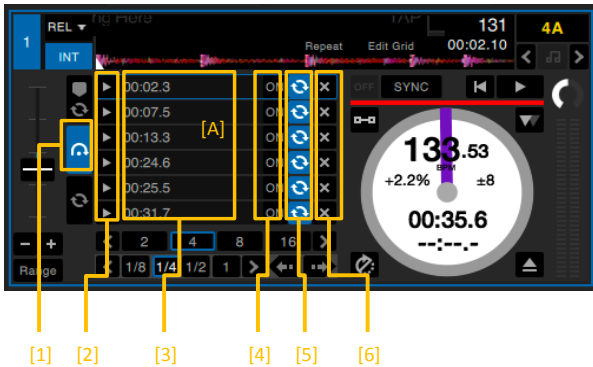 1 REL ng Here TAP 131 4A
INT Repeat Edit Grid 00:02.10
00:02.3 ON OFF SYNC
00:07.5 ON
00:13.3 [A] ON
00:24.6 ON
00:25.5 ON
00:31.7 ON
133.53
BPM
+2.2% ±8
00:35.6
--:--.-
2 4 8 16
Range 1/8 1/4 1/2 1
[1] [2] [3] [4] [5] [6]